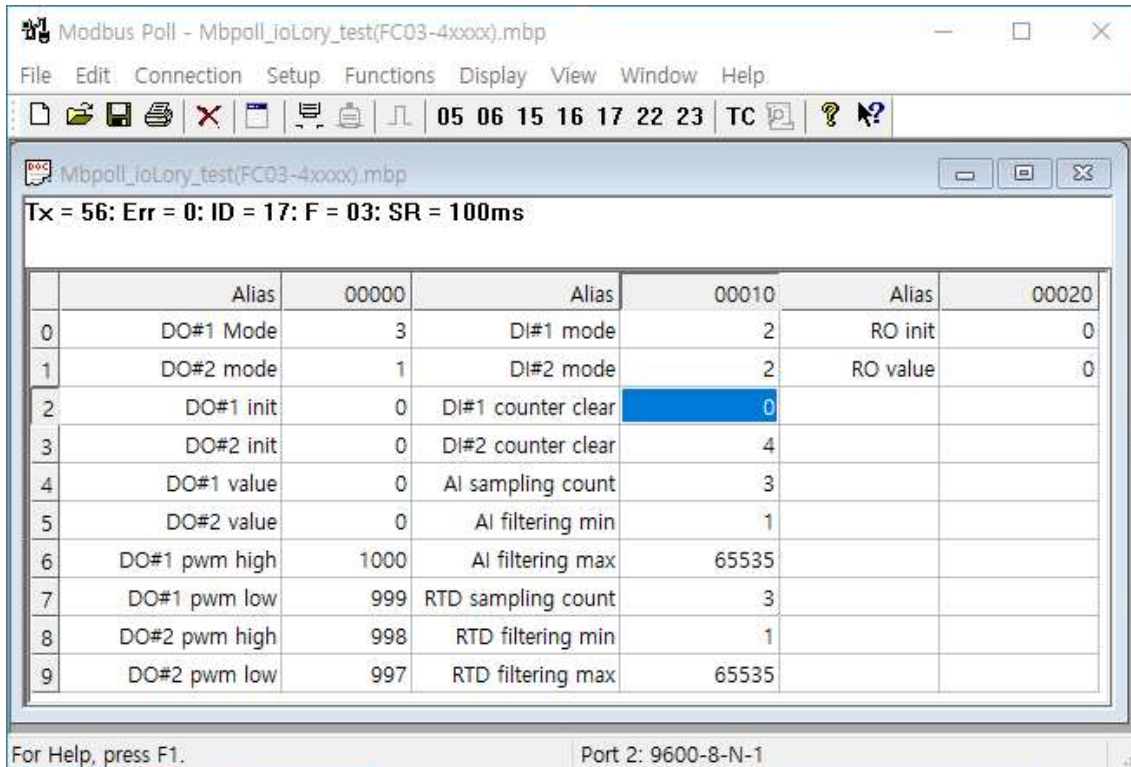 Modbus Poll - Mbpoll_ioLory_test(FC03-4xxxx).mbp
File Edit Connection Setup Functions Display View Window Help
05 06 15 16 17 22 23 TC
Mbpoll_ioLory_test(FC03-4xxxx).mbp
Tx = 56: Err = 0: ID = 17: F = 03: SR = 100ms
Alias 00000 Alias 00010 Alias 00020
0 DO#1 Mode 3 DI#1 mode 2 RO init 0
1 DO#2 mode 1 DI#2 mode 2 RO value 0
2 DO#1 init 0 DI#1 counter clear 0
3 DO#2 init 0 DI#2 counter clear 4
4 DO#1 value 0 AI sampling count 3
5 DO#2 value 0 AI filtering min 1
6 DO#1 pwm high 1000 AI filtering max 65535
7 DO#1 pwm low 999 RTD sampling count 3
8 DO#2 pwm high 998 RTD filtering min 1
9 DO#2 pwm low 997 RTD filtering max 65535
For Help, press F1. Port 2: 9600-8-N-1